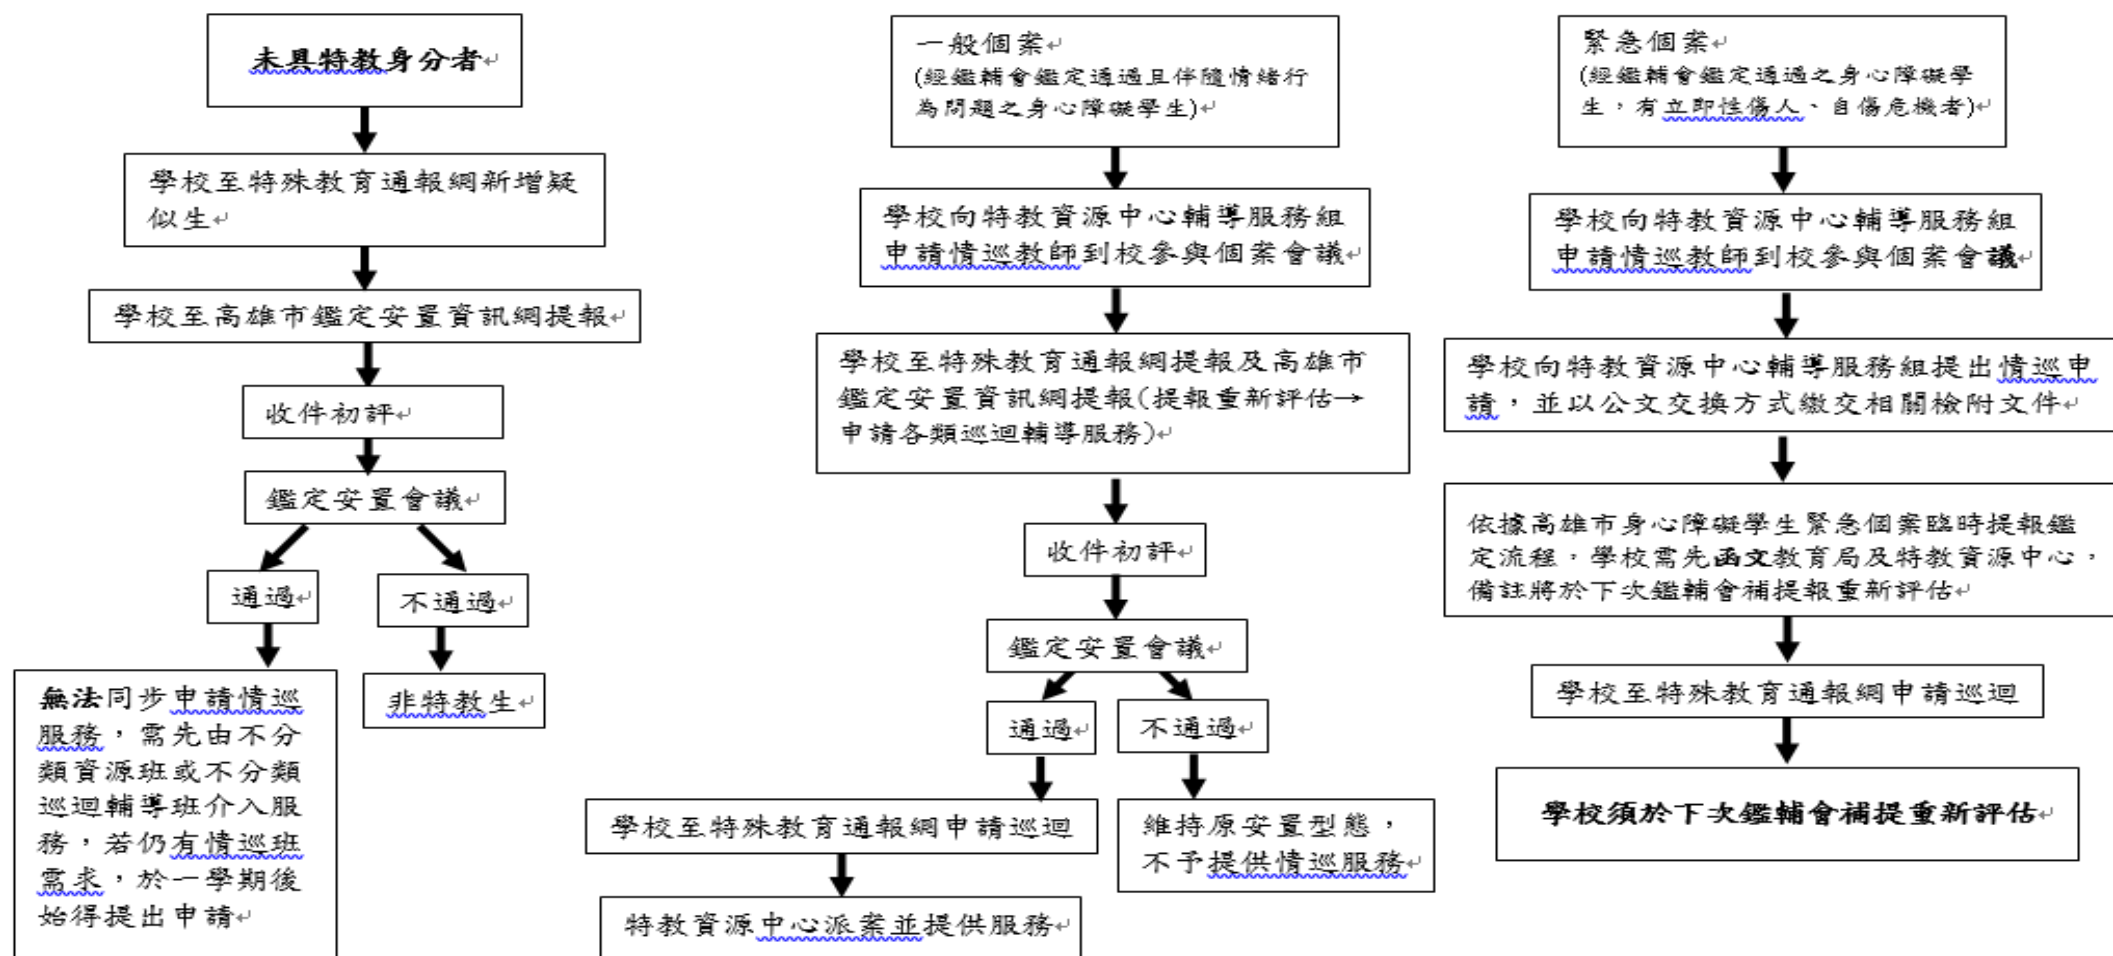 未具特教身分者
學校至特殊教育通報網新增疑
似生
學校至高雄市鑑定安置資訊網提報
收件初評
鑑定安置會議
通過
不通過
無法同步申請情巡
服務，需先由不分
類資源班或不分類
巡迴輔導班介入服
務，若仍有情巡班
需求，於一學期後
始得提出申請
非特教生
一般個案
(經鑑輔會鑑定通過且伴隨情緒行
為問題之身心障礙學生)
學校向特教資源中心輔導服務組
申請情巡教師到校參與個案會議
學校至特殊教育通報網提報及高雄市
鑑定安置資訊網提報(提報重新評估→
申請各類巡迴輔導服務)
收件初評
鑑定安置會議
通過
不通過
學校至特殊教育通報網申請巡迴
特教資源中心派案並提供服務
維持原安置型態，
不予提供情巡服務
緊急個案
(經鑑輔會鑑定通過之身心障礙學
生，有立即性傷人、自傷危機者)
學校向特教資源中心輔導服務組
申請情巡教師到校參與個案會議
學校向特教資源中心輔導服務組提出情巡申
請，並以公文交換方式繳交相關檢附文件
依據高雄市身心障礙學生緊急個案臨時提報鑑
定流程，學校需先函文教育局及特教資源中心，
備註將於下次鑑輔會補提報重新評估
學校至特殊教育通報網申請巡迴
學校須於下次鑑輔會補提重新評估